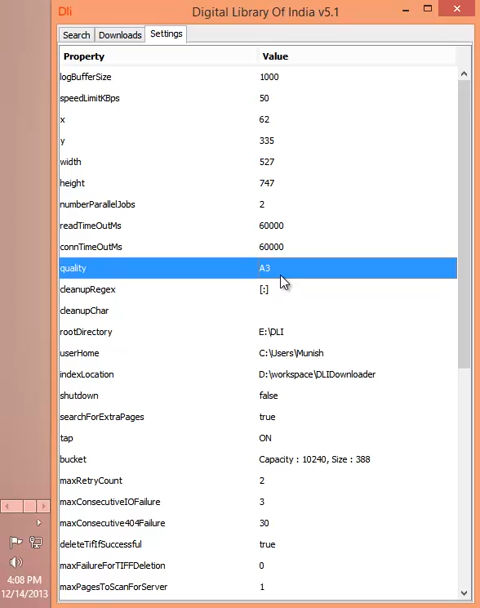 Dli Digital Library Of India v5.1
Search Downloads Settings
Property Value
logBufferSize 1000
speedLimitKBps 50
x 62
y 335
width 527
height 747
numberParallelJobs 2
readTimeOutMs 60000
connTimeOutMs 60000
quality A3
cleanupRegex [:]
cleanupChar
rootDirectory E:\DLI
userHome C:\Users\Munish
indexLocation D:\workspace\DLIDownloader
shutdown false
searchForExtraPages true
tap ON
bucket Capacity : 10240, Size : 388
maxRetryCount 2
maxConsecutiveIOFailure 3
maxConsecutive404Failure 30
deleteTifIfSuccessful true
maxFailureForTIFFDeletion 0
maxPagesToScanForServer 1
4:08 PM
12/14/2013